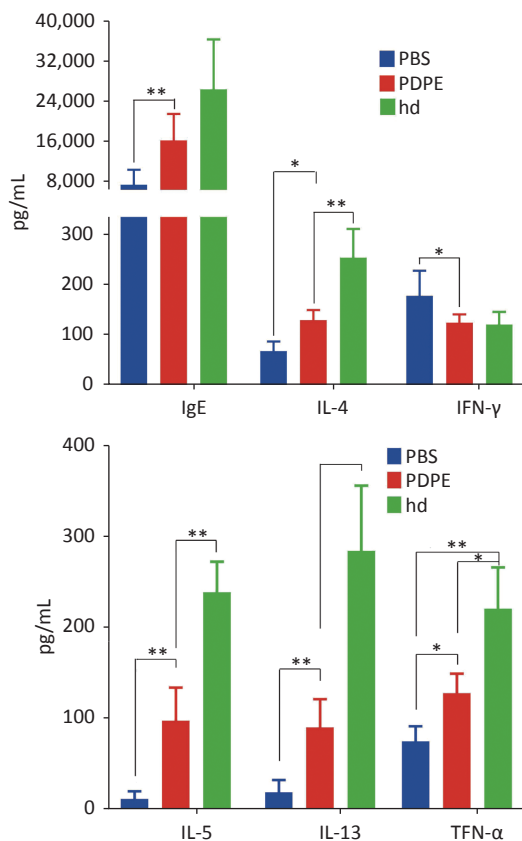 40,000
32,000
24,000
16,000
8,000
300
200
100
0
pg/mL
PBS
PDPE
hd
**
*
**
*
IgE IL-4 IFN-γ
400
300
200
100
0
pg/mL
PBS
PDPE
hd
**
**
**
**
*
*
IL-5 IL-13 TFN-α